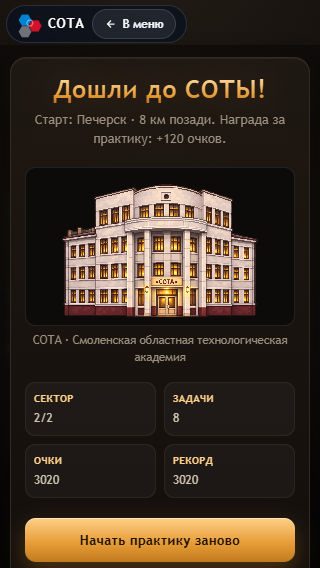 СОТА
← В меню
Дошли до СОТЫ!
Старт: Печерск · 8 км позади. Награда за
практику: +120 очков.
СОТА
СОТА · Смоленская областная технологическая
академия
СЕКТОР
2/2
ЗАДАЧИ
8
ОЧКИ
3020
РЕКОРД
3020
Начать практику заново